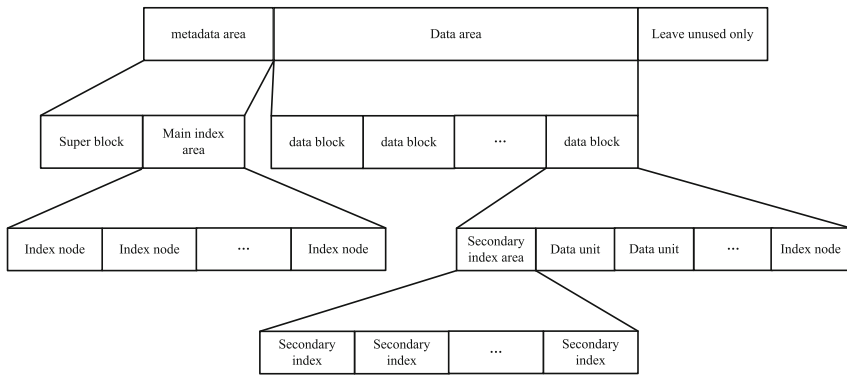 metadata area
Data area
Leave unused only
Super block
Main index
area
data block
data block
...
data block
Index node
Index node
...
Index node
Secondary
index area
Data unit
Data unit
...
Index node
Secondary
index
Secondary
index
...
Secondary
index